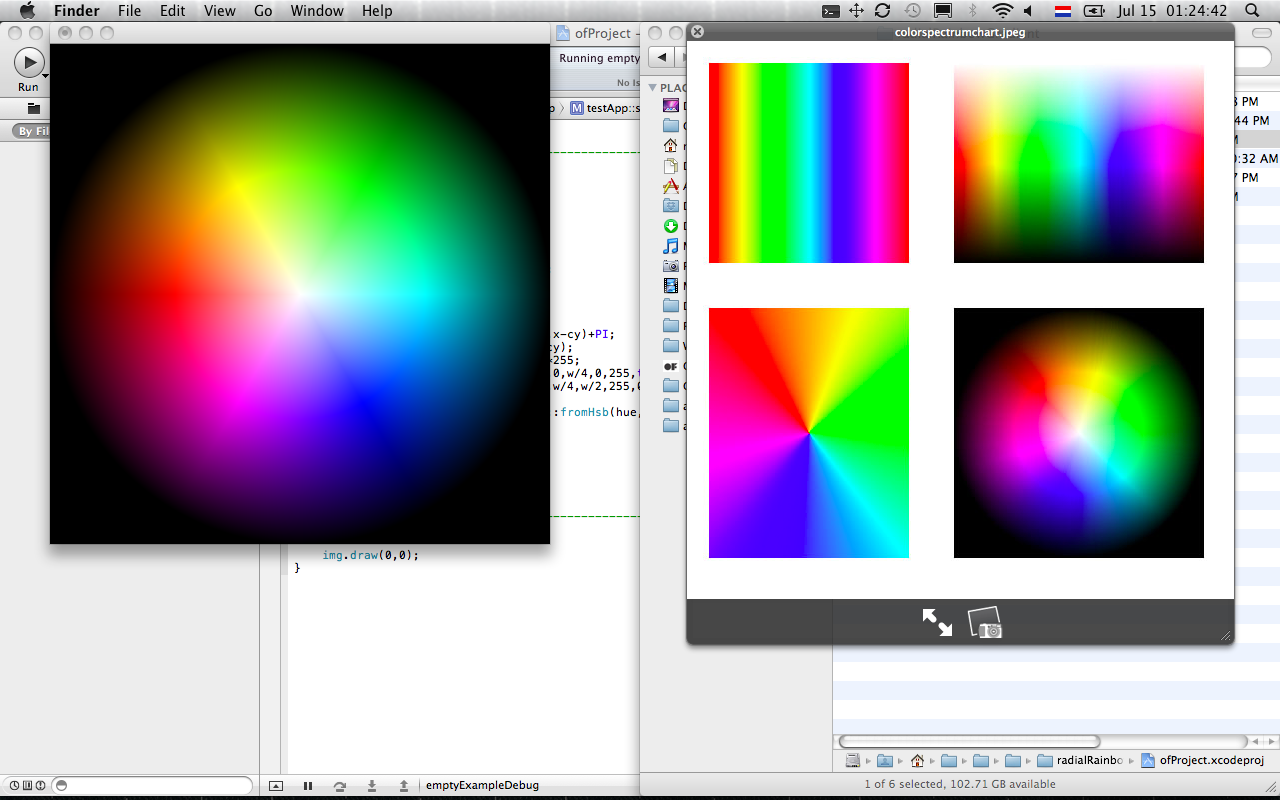 Finder File Edit View Go Window Help
Jul 15 01:24:42
ofProject
Running empty
No Is
Run
testApp::s
By Fil
x-cy)+PI;
cy);
*255;
0,w/4,0,255,
w/4,w/2,255,0
:fromHsb(hue,
img.draw(0,0);
}
emptyExampleDebug
colorspectrumchart.jpeg
PLAC
OF
PM
44 PM
M
0:32 AM
PM
M
radialRainbo
ofProject.xcodeproj
1 of 6 selected, 102.71 GB available